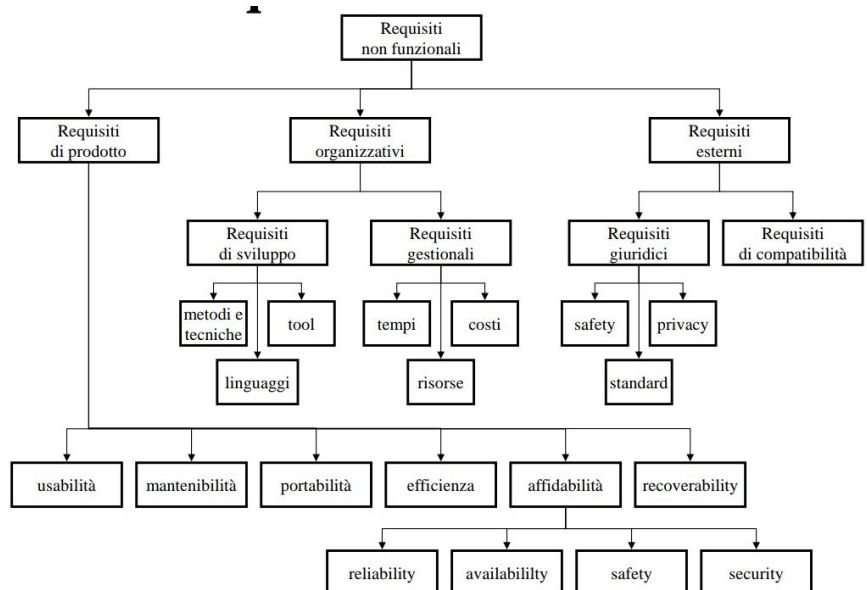 Requisiti
non funzionali
Requisiti
di prodotto
Requisiti
organizzativi
Requisiti
esterni
Requisiti
di sviluppo
Requisiti
gestionali
Requisiti
giuridici
Requisiti
di compatibilità
metodi e
tecniche
tool
tempi
costi
safety
privacy
linguaggi
risorse
standard
usabilità
mantenibilità
portabilità
efficienza
affidabilità
recoverability
reliability
availabililty
safety
security